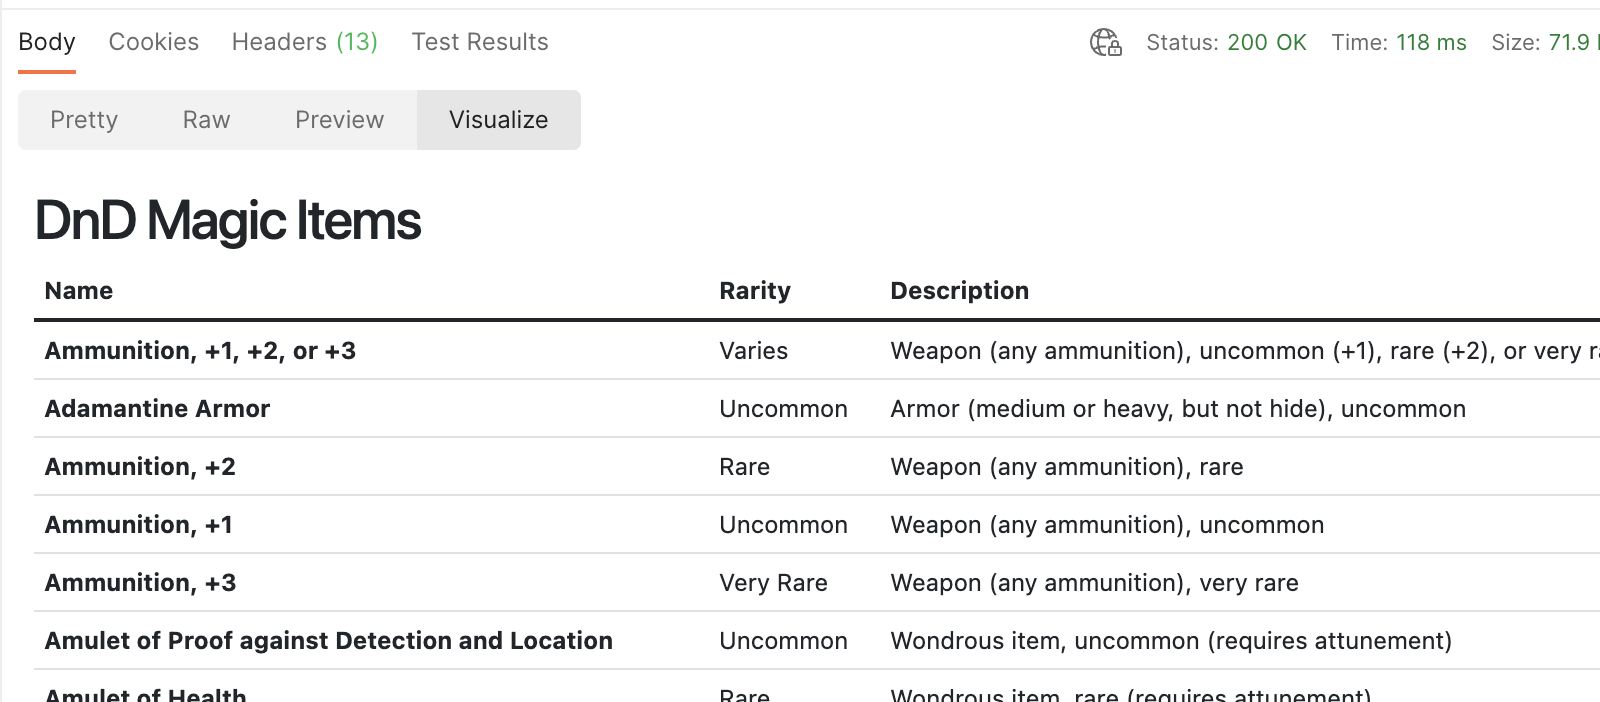 Body Cookies Headers (13) Test Results Status: 200 OK Time: 118 ms Size: 71.9
Pretty Raw Preview Visualize
DnD Magic Items
Name Rarity Description
Ammunition, +1, +2, or +3 Varies Weapon (any ammunition), uncommon (+1), rare (+2), or very
Adamantine Armor Uncommon Armor (medium or heavy, but not hide), uncommon
Ammunition, +2 Rare Weapon (any ammunition), rare
Ammunition, +1 Uncommon Weapon (any ammunition), uncommon
Ammunition, +3 Very Rare Weapon (any ammunition), very rare
Amulet of Proof against Detection and Location Uncommon Wondrous item, uncommon (requires attunement)
Amulet of Health Rare Wondrous item, rare (requires attunement)